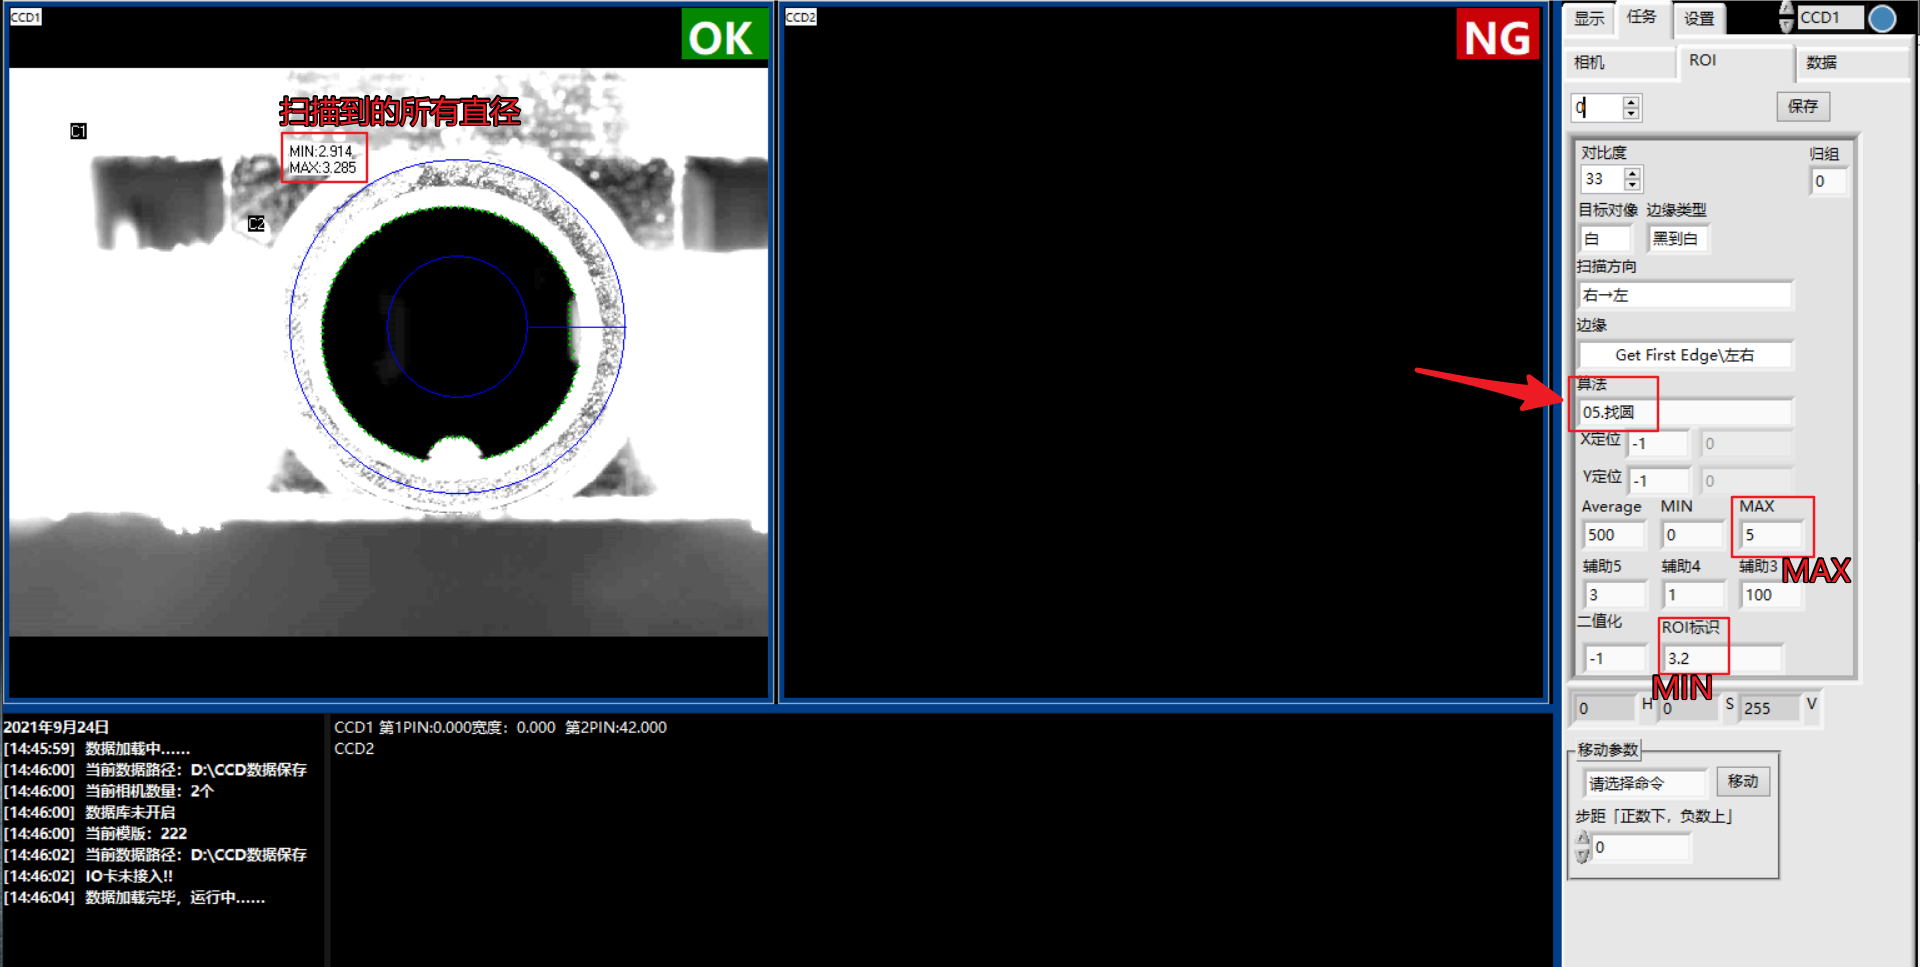 CCD1
OK
CCD2
NG
扫描到的所有直径
C1
MIN:2.914
MAX:3.285
C2
2021年9月24日
[14:45:59] 数据加载中......
[14:46:00] 当前数据路径：D:\CCD数据保存
[14:46:00] 当前相机数量：2个
[14:46:00] 数据库未开启
[14:46:00] 当前模版：222
[14:46:02] 当前数据路径：D:\CCD数据保存
[14:46:02] IO卡未接入!!
[14:46:04] 数据加载完毕，运行中......
CCD1 第1PIN:0.000宽度：0.000 第2PIN:42.000
CCD2
显示 任务 设置 CCD1
相机 ROI 数据
0 保存
对比度 归组
33 0
目标对像 边缘类型
白 黑到白
扫描方向
右→左
边缘
Get First Edge\左右
算法
05.找圆
X定位 -1 0
Y定位 -1 0
Average MIN MAX
500 0 5
MAX
辅助5 辅助4 辅助3
3 1 100
二值化 ROI标识
-1 3.2
MIN
0 H 0 S 255 V
移动参数
请选择命令 移动
步距「正数下，负数上」
0